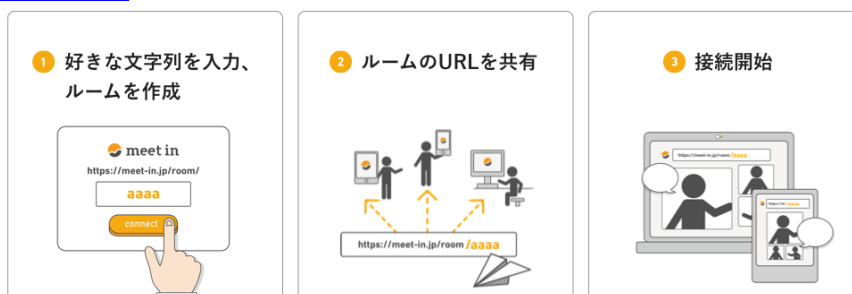 1 好きな文字列を入力、
ルームを作成
meet in
https://meet-in.jp/room/
aaaa
connect
2 ルームのURLを共有
https://meet-in.jp/room/aaaa
3 接続開始
https://meet-in.jp/room/aaaa